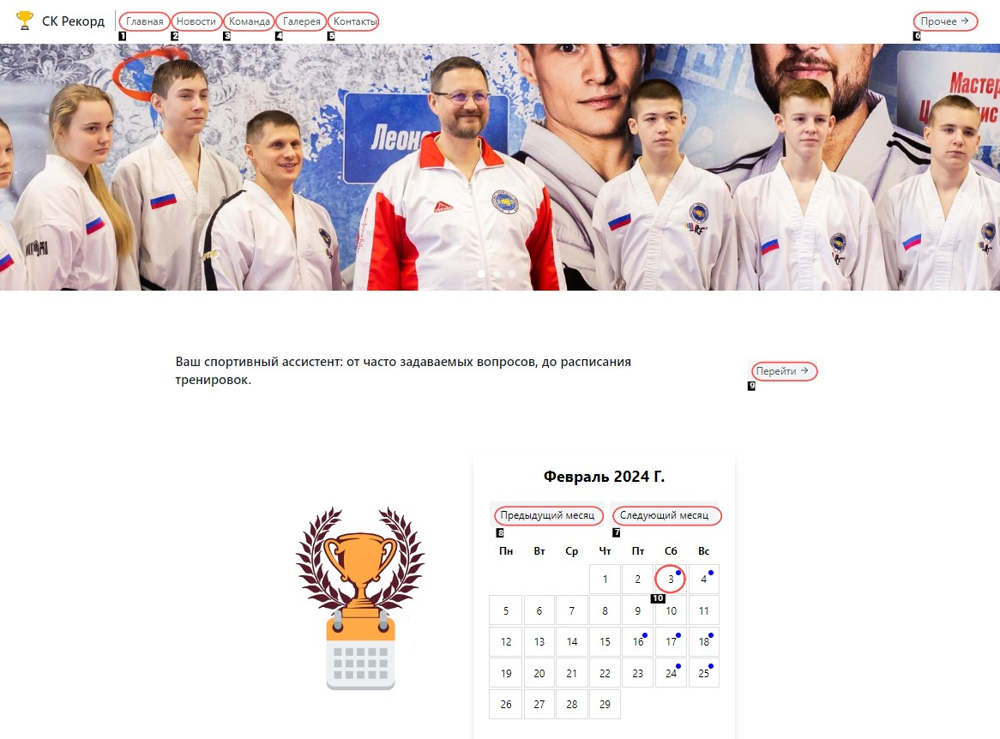 СК Рекорд
Главная
Новости
Команда
Галерея
Контакты
Прочее →
1
2
3
4
5
6
Мастер
Леон
Ваш спортивный ассистент: от часто задаваемых вопросов, до расписания
тренировок.
Перейти →
9
Февраль 2024 Г.
Предыдущий месяц
Следующий месяц
8
7
Пн Вт Ср Чт Пт Сб Вс
1 2 3 4
10
5 6 7 8 9 10 11
12 13 14 15 16 17 18
19 20 21 22 23 24 25
26 27 28 29